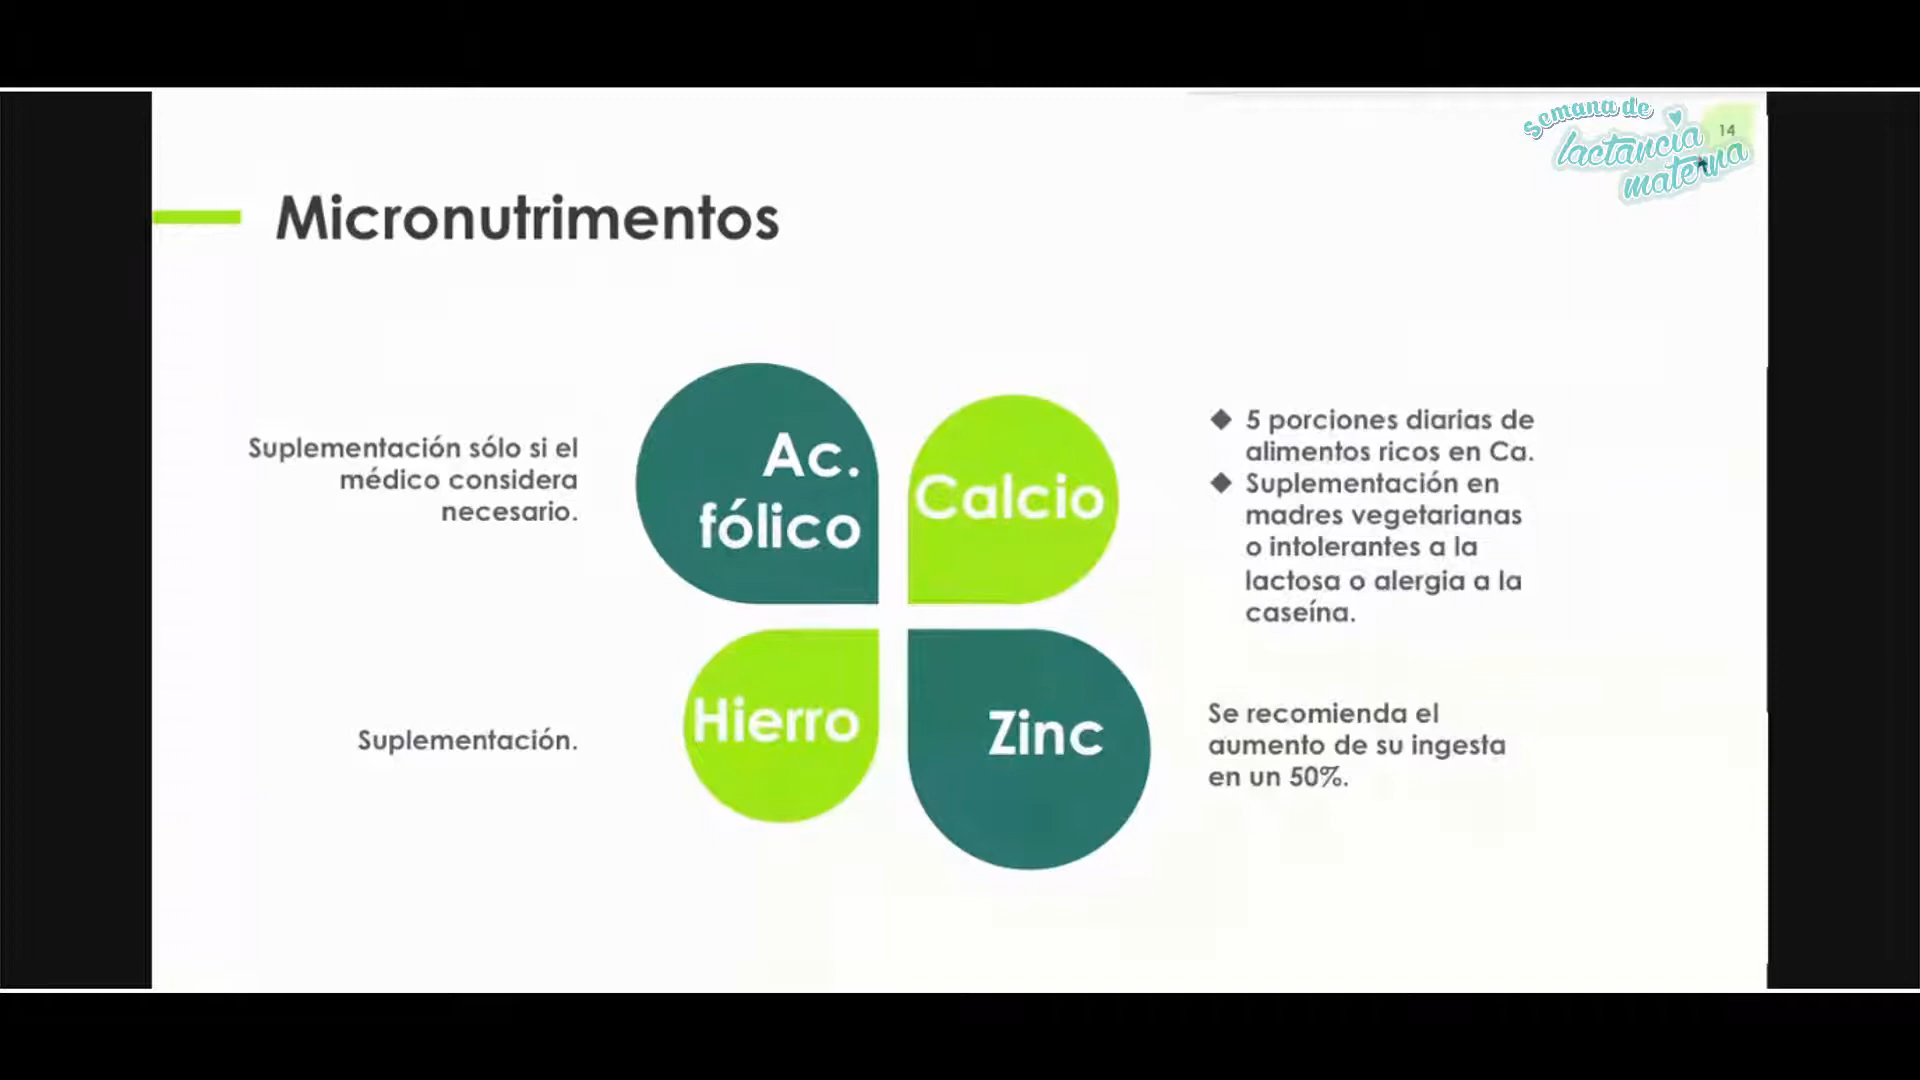 Semana de
lactancia
materna
14
Micronutrimentos
Suplementación sólo si el
médico considera
necesario.
Ac.
fólico
Calcio
◆ 5 porciones diarias de
alimentos ricos en Ca.
◆ Suplementación en
madres vegetarianas
o intolerantes a la
lactosa o alergia a la
caseína.
Suplementación.
Hierro
Zinc
Se recomienda el
aumento de su ingesta
en un 50%.